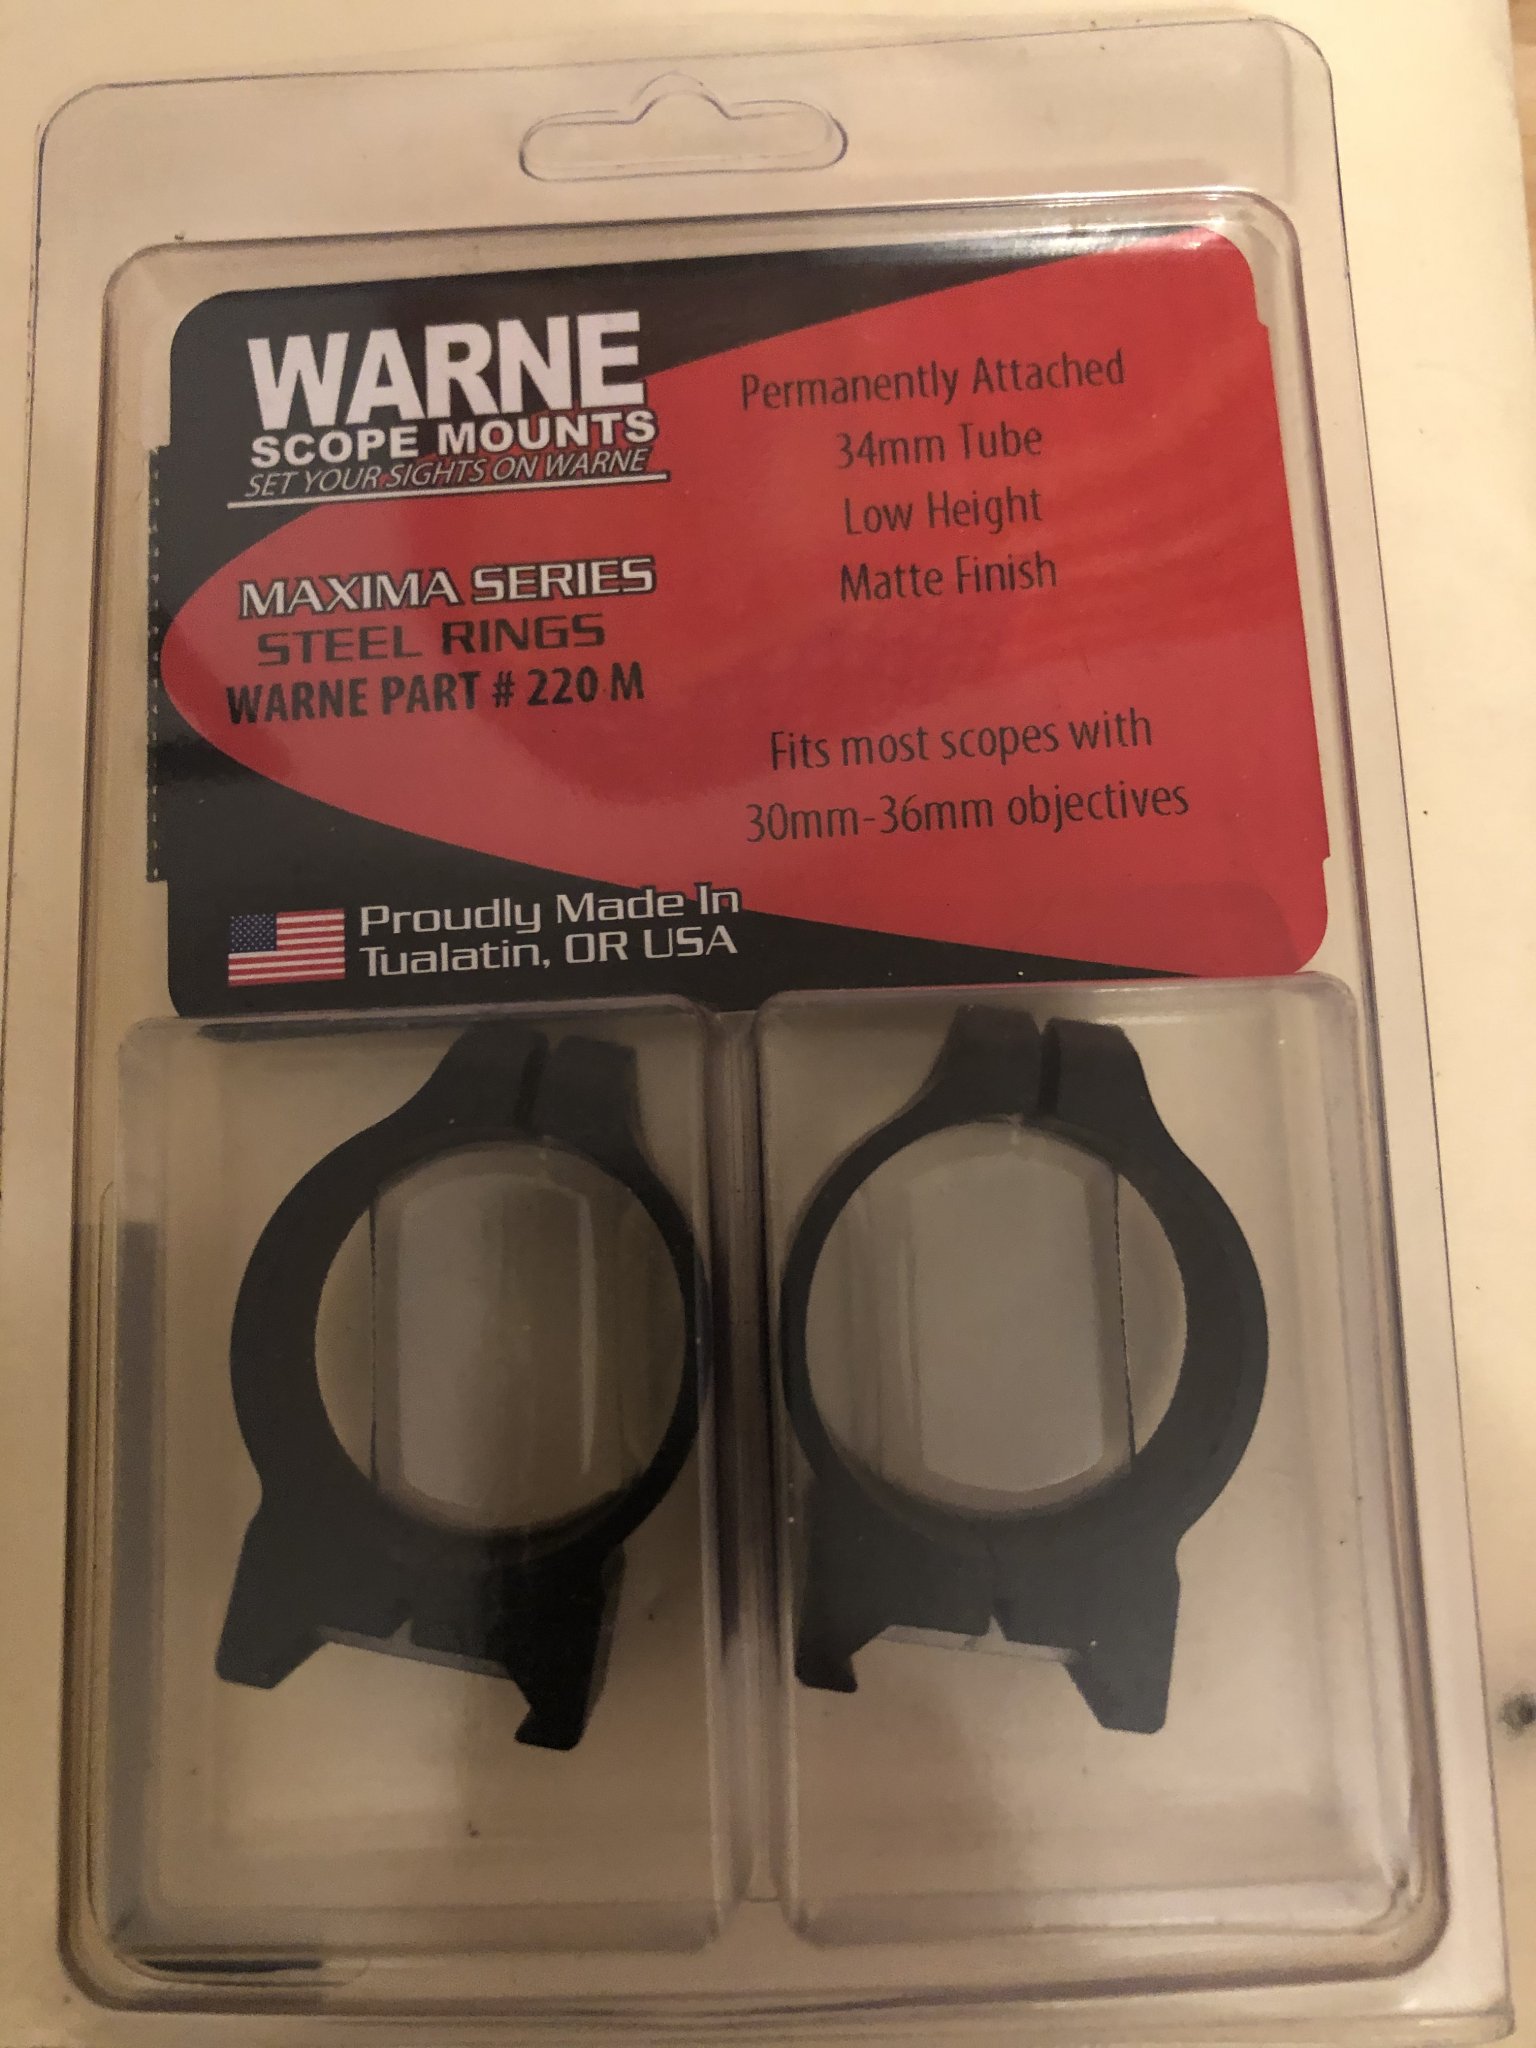 WARNE
SCOPE MOUNTS
SET YOUR SIGHTS ON WARNE
MAXIMA SERIES
STEEL RINGS
WARNE PART # 220 M
Permanently Attached
34mm Tube
Low Height
Matte Finish
Fits most scopes with
30mm-36mm objectives
Proudly Made In
Tualatin, OR USA